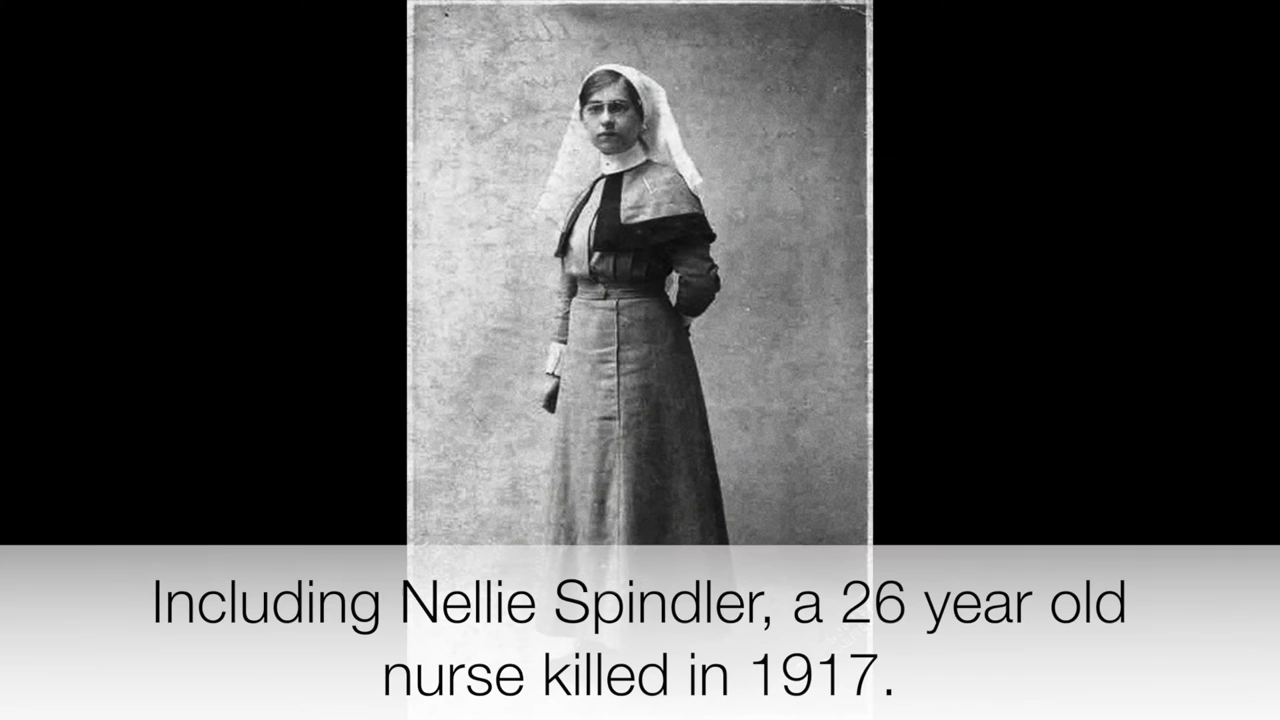 Including Nellie Spindler, a 26 year old
nurse killed in 1917.